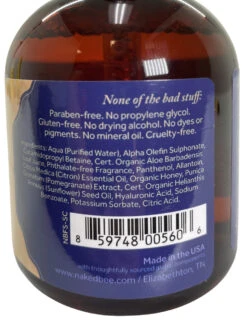 None of the bad stuff:
Paraben-free. No propylene glycol.
Gluten-free. No drying alcohol. No dyes or
pigments. No mineral oil. Cruelty-free.
Ingredients: Aqua (Purified Water), Alpha Olefin Sulphonate,
Cocamidopropyl Betaine, Cert. Organic Aloe Barbadensis
Leaf Juice, Phthalate-free Fragrance, Panthenol, Allantoin,
Citrus Medica (Citron) Essential Oil, Organic Honey, Punica
Granatum (Pomegranate) Extract, Cert. Organic Helianthus
Annuus (Sunflower) Seed Oil, Hyaluronic Acid, Sodium
Benzoate, Potassium Sorbate, Citric Acid.
NBFS-SC
8 59748 00560 6
Made in the USA
with thoughtfully sourced components
www.nakedbee.com / Elizabethton, TN